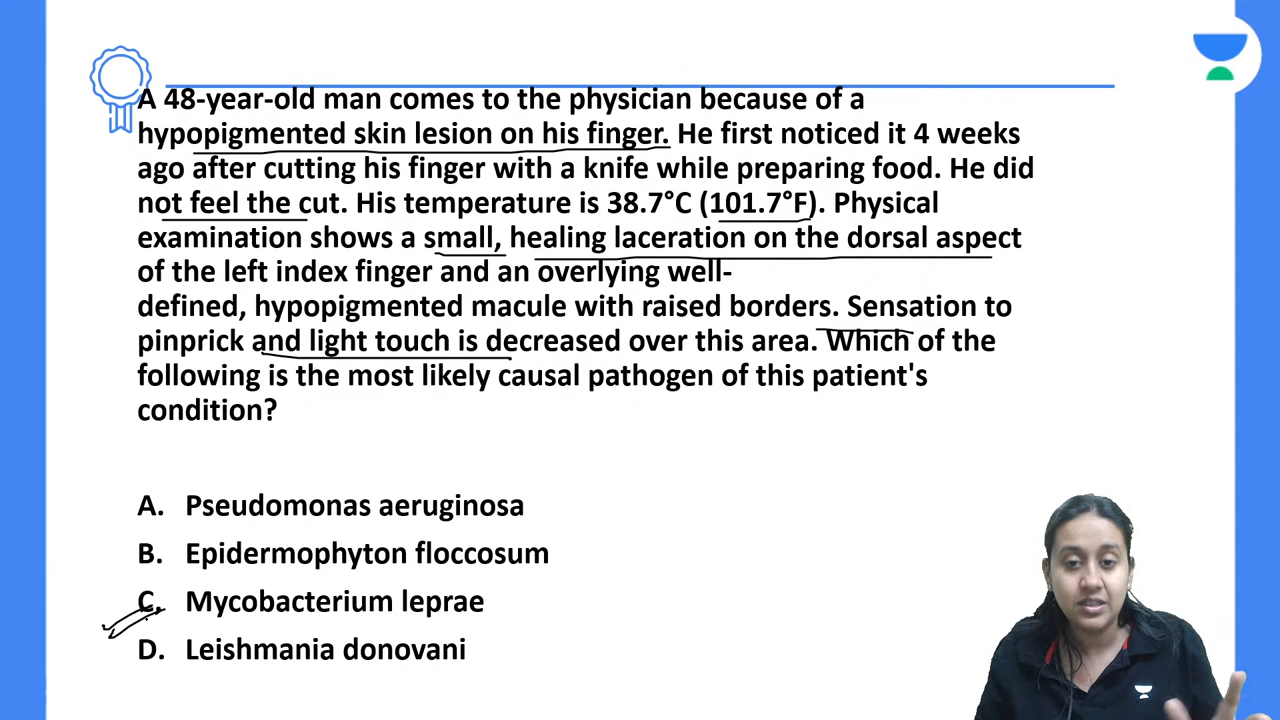 A 48-year-old man comes to the physician because of a
hypopigmented skin lesion on his finger. He first noticed it 4 weeks
ago after cutting his finger with a knife while preparing food. He did
not feel the cut. His temperature is 38.7°C (101.7°F). Physical
examination shows a small, healing laceration on the dorsal aspect
of the left index finger and an overlying well-
defined, hypopigmented macule with raised borders. Sensation to
pinprick and light touch is decreased over this area. Which of the
following is the most likely causal pathogen of this patient's
condition?
A. Pseudomonas aeruginosa
B. Epidermophyton floccosum
C. Mycobacterium leprae
D. Leishmania donovani